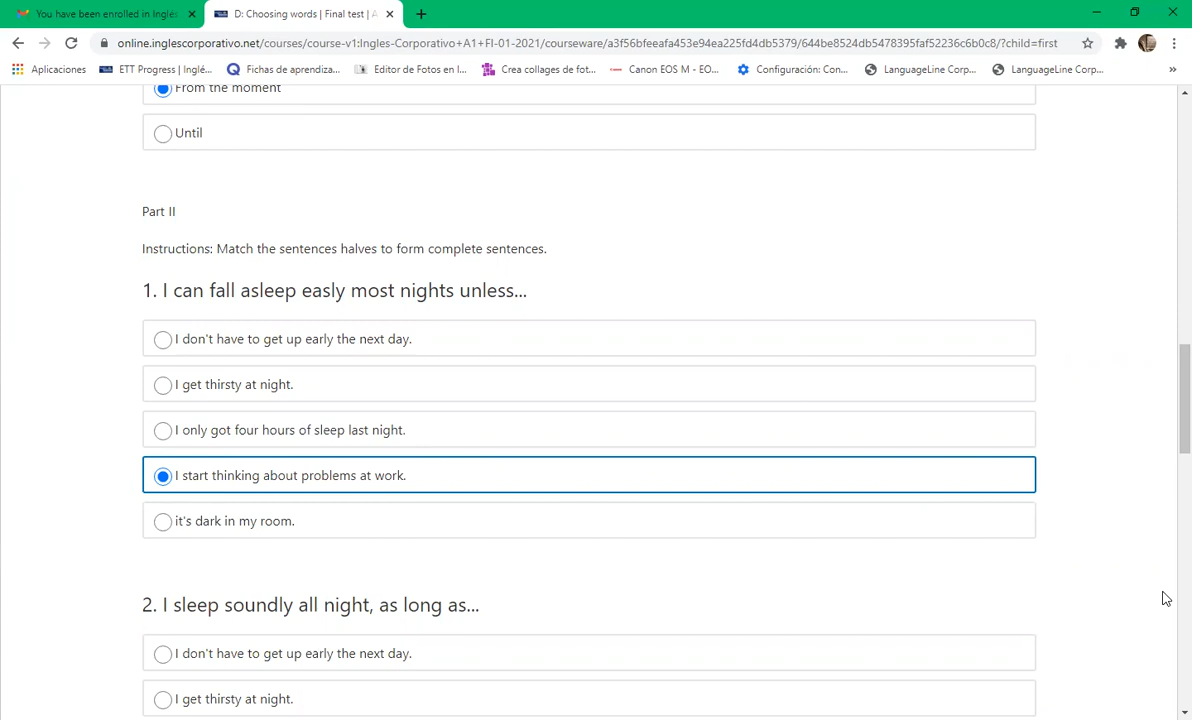 You have been enrolled in Inglés
D: Choosing words | Final test | A
online.inglescorporativo.net/courses/course-v1:Ingles-Corporativo+A1+FI-01-2021/courseware/a3f56bfeeafa453e94ea225fd4db5379/644be8524db5478395faf52236c6b0c8/?child=first
Aplicaciones
ETT Progress | Inglé...
Fichas de aprendiza...
Editor de Fotos en l...
Crea collages de fot...
Canon EOS M - EO...
Configuración: Con...
LanguageLine Corp...
LanguageLine Corp...
From the moment
Until
Part II
Instructions: Match the sentences halves to form complete sentences.
1. I can fall asleep easly most nights unless...
I don't have to get up early the next day.
I get thirsty at night.
I only got four hours of sleep last night.
I start thinking about problems at work.
it's dark in my room.
2. I sleep soundly all night, as long as...
I don't have to get up early the next day.
I get thirsty at night.